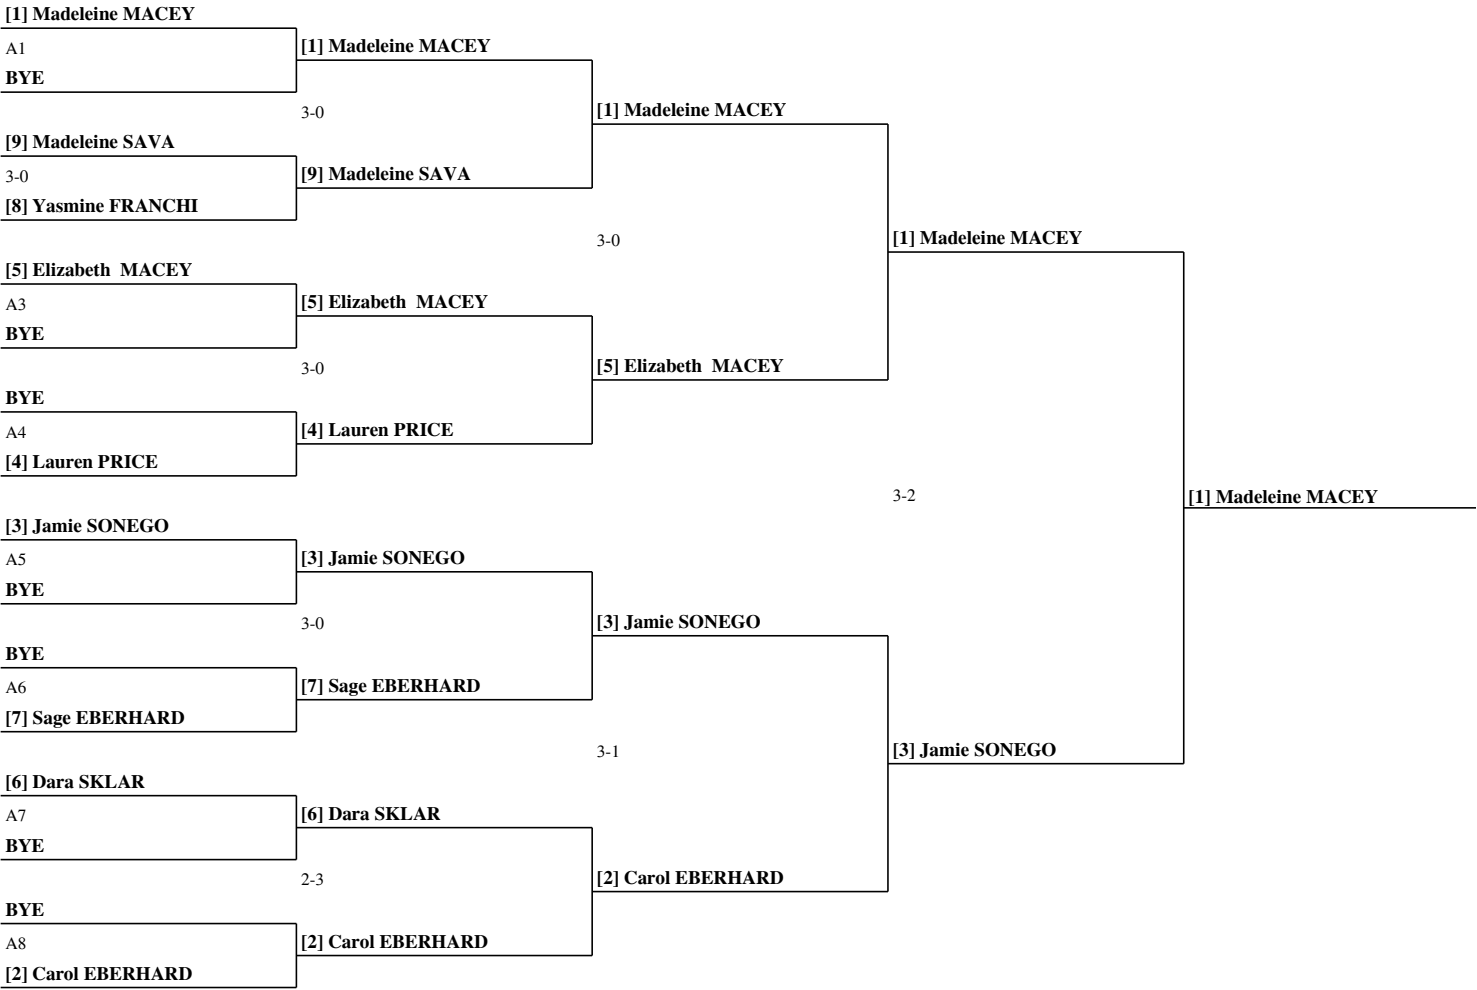 [1] Madeleine MACEY
A1
BYE
[9] Madeleine SAVA
3-0
[8] Yasmine FRANCHI
[5] Elizabeth  MACEY
A3
BYE
BYE
A4
[4] Lauren PRICE
[3] Jamie SONEGO
A5
BYE
BYE
A6
[7] Sage EBERHARD
[6] Dara SKLAR
A7
BYE
BYE
A8
[2] Carol EBERHARD
[1] Madeleine MACEY
3-0
[9] Madeleine SAVA
[5] Elizabeth  MACEY
3-0
[4] Lauren PRICE
[3] Jamie SONEGO
3-0
[7] Sage EBERHARD
[6] Dara SKLAR
2-3
[2] Carol EBERHARD
[1] Madeleine MACEY
3-0
[5] Elizabeth  MACEY
[3] Jamie SONEGO
3-1
[2] Carol EBERHARD
[1] Madeleine MACEY
3-2
[3] Jamie SONEGO
[1] Madeleine MACEY